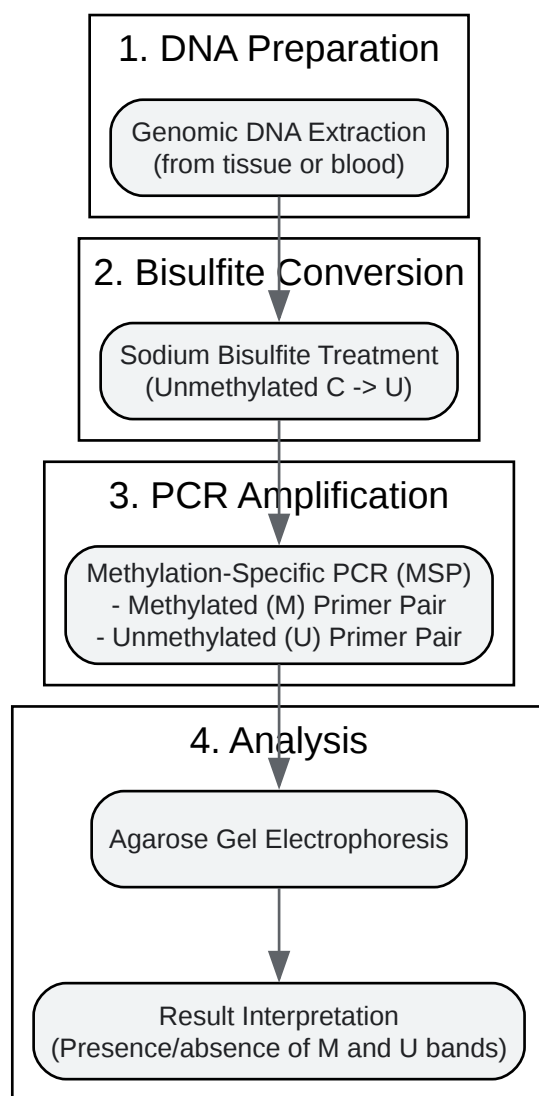 1. DNA Preparation
Genomic DNA Extraction
(from tissue or blood)
2. Bisulfite Conversion
Sodium Bisulfite Treatment
(Unmethylated C -> U)
3. PCR Amplification
Methylation-Specific PCR (MSP)
- Methylated (M) Primer Pair
- Unmethylated (U) Primer Pair
4. Analysis
Agarose Gel Electrophoresis
Result Interpretation
(Presence/absence of M and U bands)